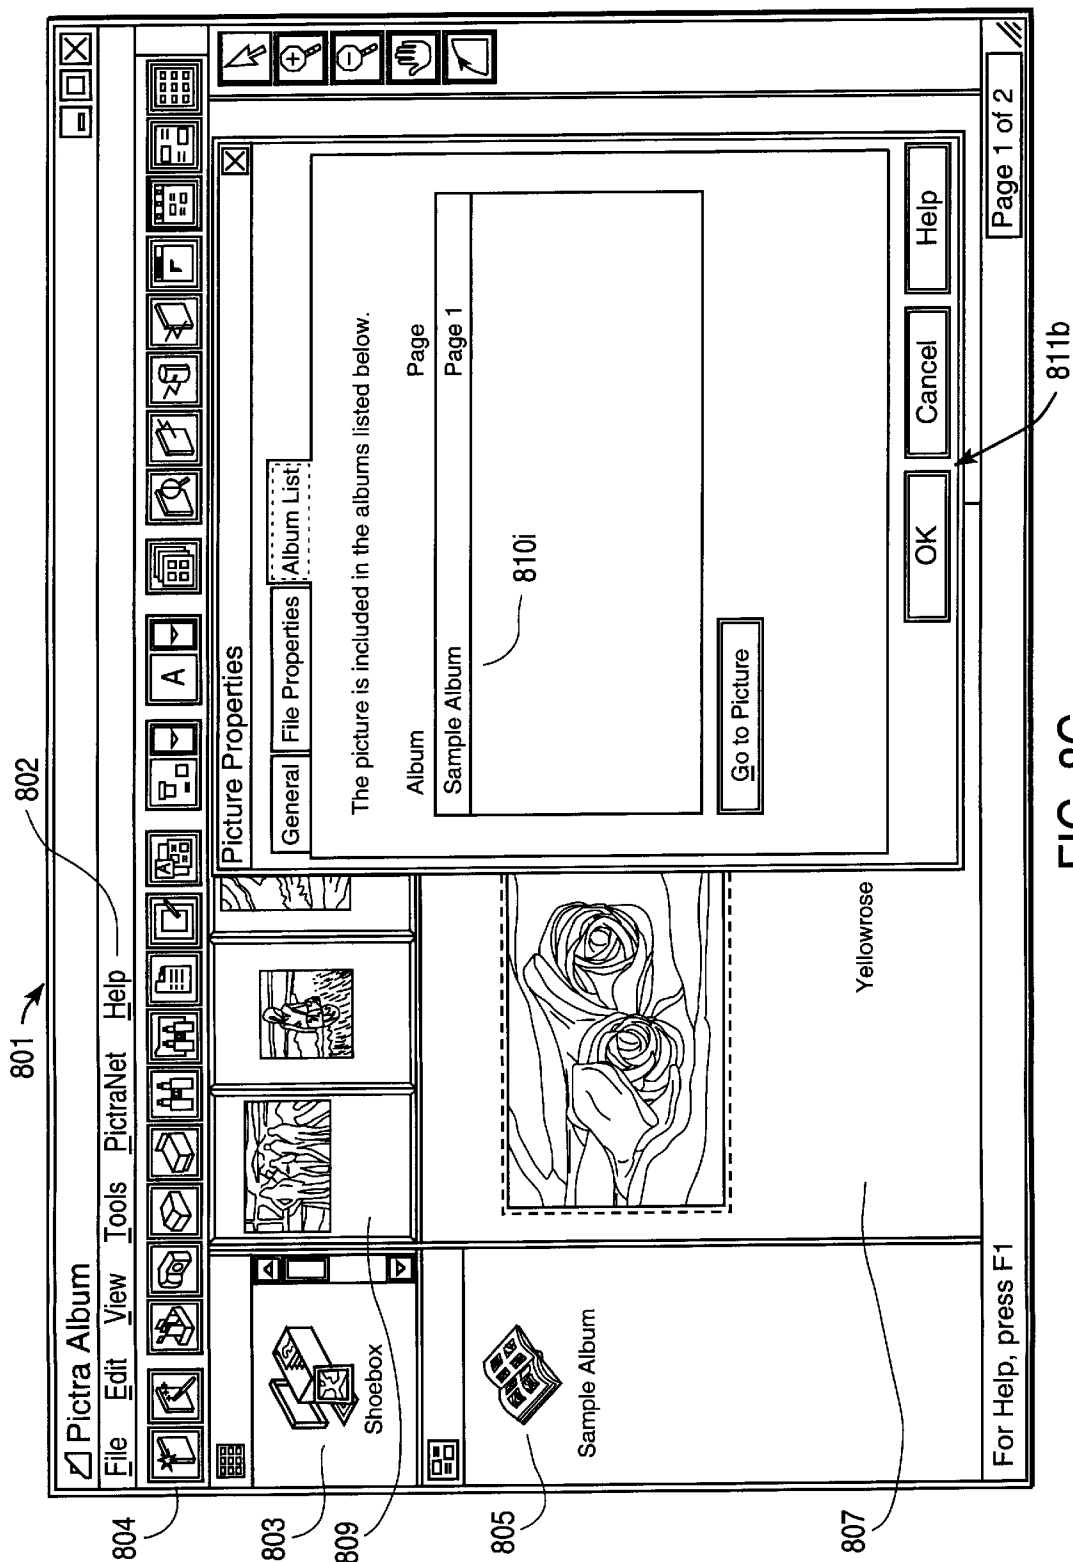 801
802
Pictra Album
File Edit View Tools PictraNet Help
804
A
Picture Properties
General File Properties Album List
The picture is included in the albums listed below.
Album Page
Sample Album Page 1
810i
Go to Picture
OK Cancel Help
811b
803
Shoebox
809
805
Sample Album
Yellowrose
807
For Help, press F1
Page 1 of 2